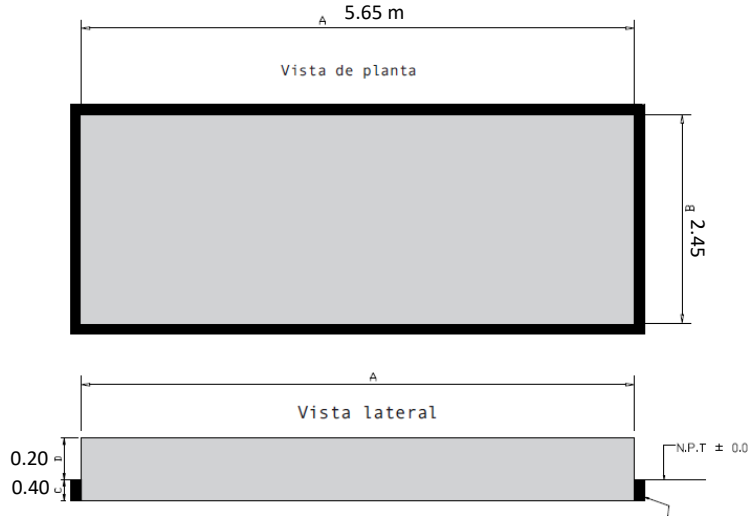 A 5.65 m
Vista de planta
B 2.45
A
Vista lateral
0.20 D
N.P.T ± 0.0
0.40 C